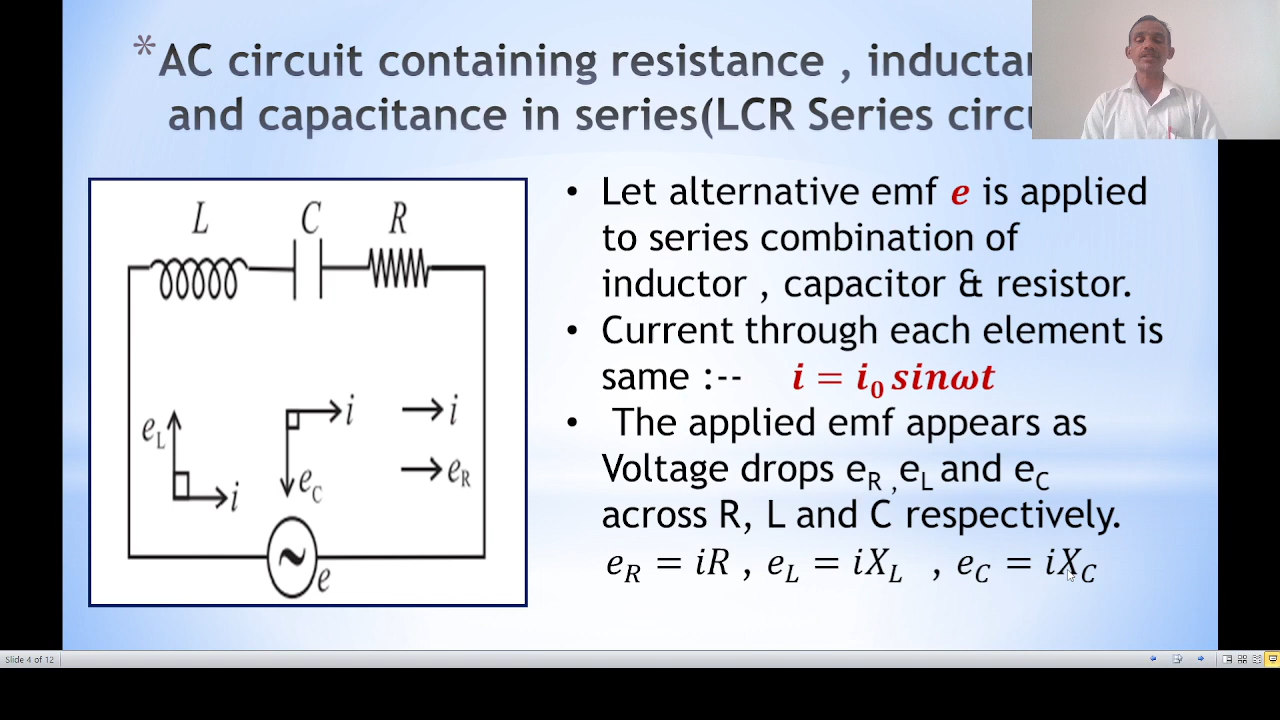 *AC circuit containing resistance , inducta
and capacitance in series(LCR Series circu
L C R
e_L i
i e_C
i
e_R
e
• Let alternative emf e is applied
to series combination of
inductor , capacitor & resistor.
• Current through each element is
same :-- i = i₀ sinωt
• The applied emf appears as
Voltage drops e_R , e_L and e_C
across R, L and C respectively.
e_R = iR , e_L = iX_L , e_C = iX_C
Slide 4 of 12